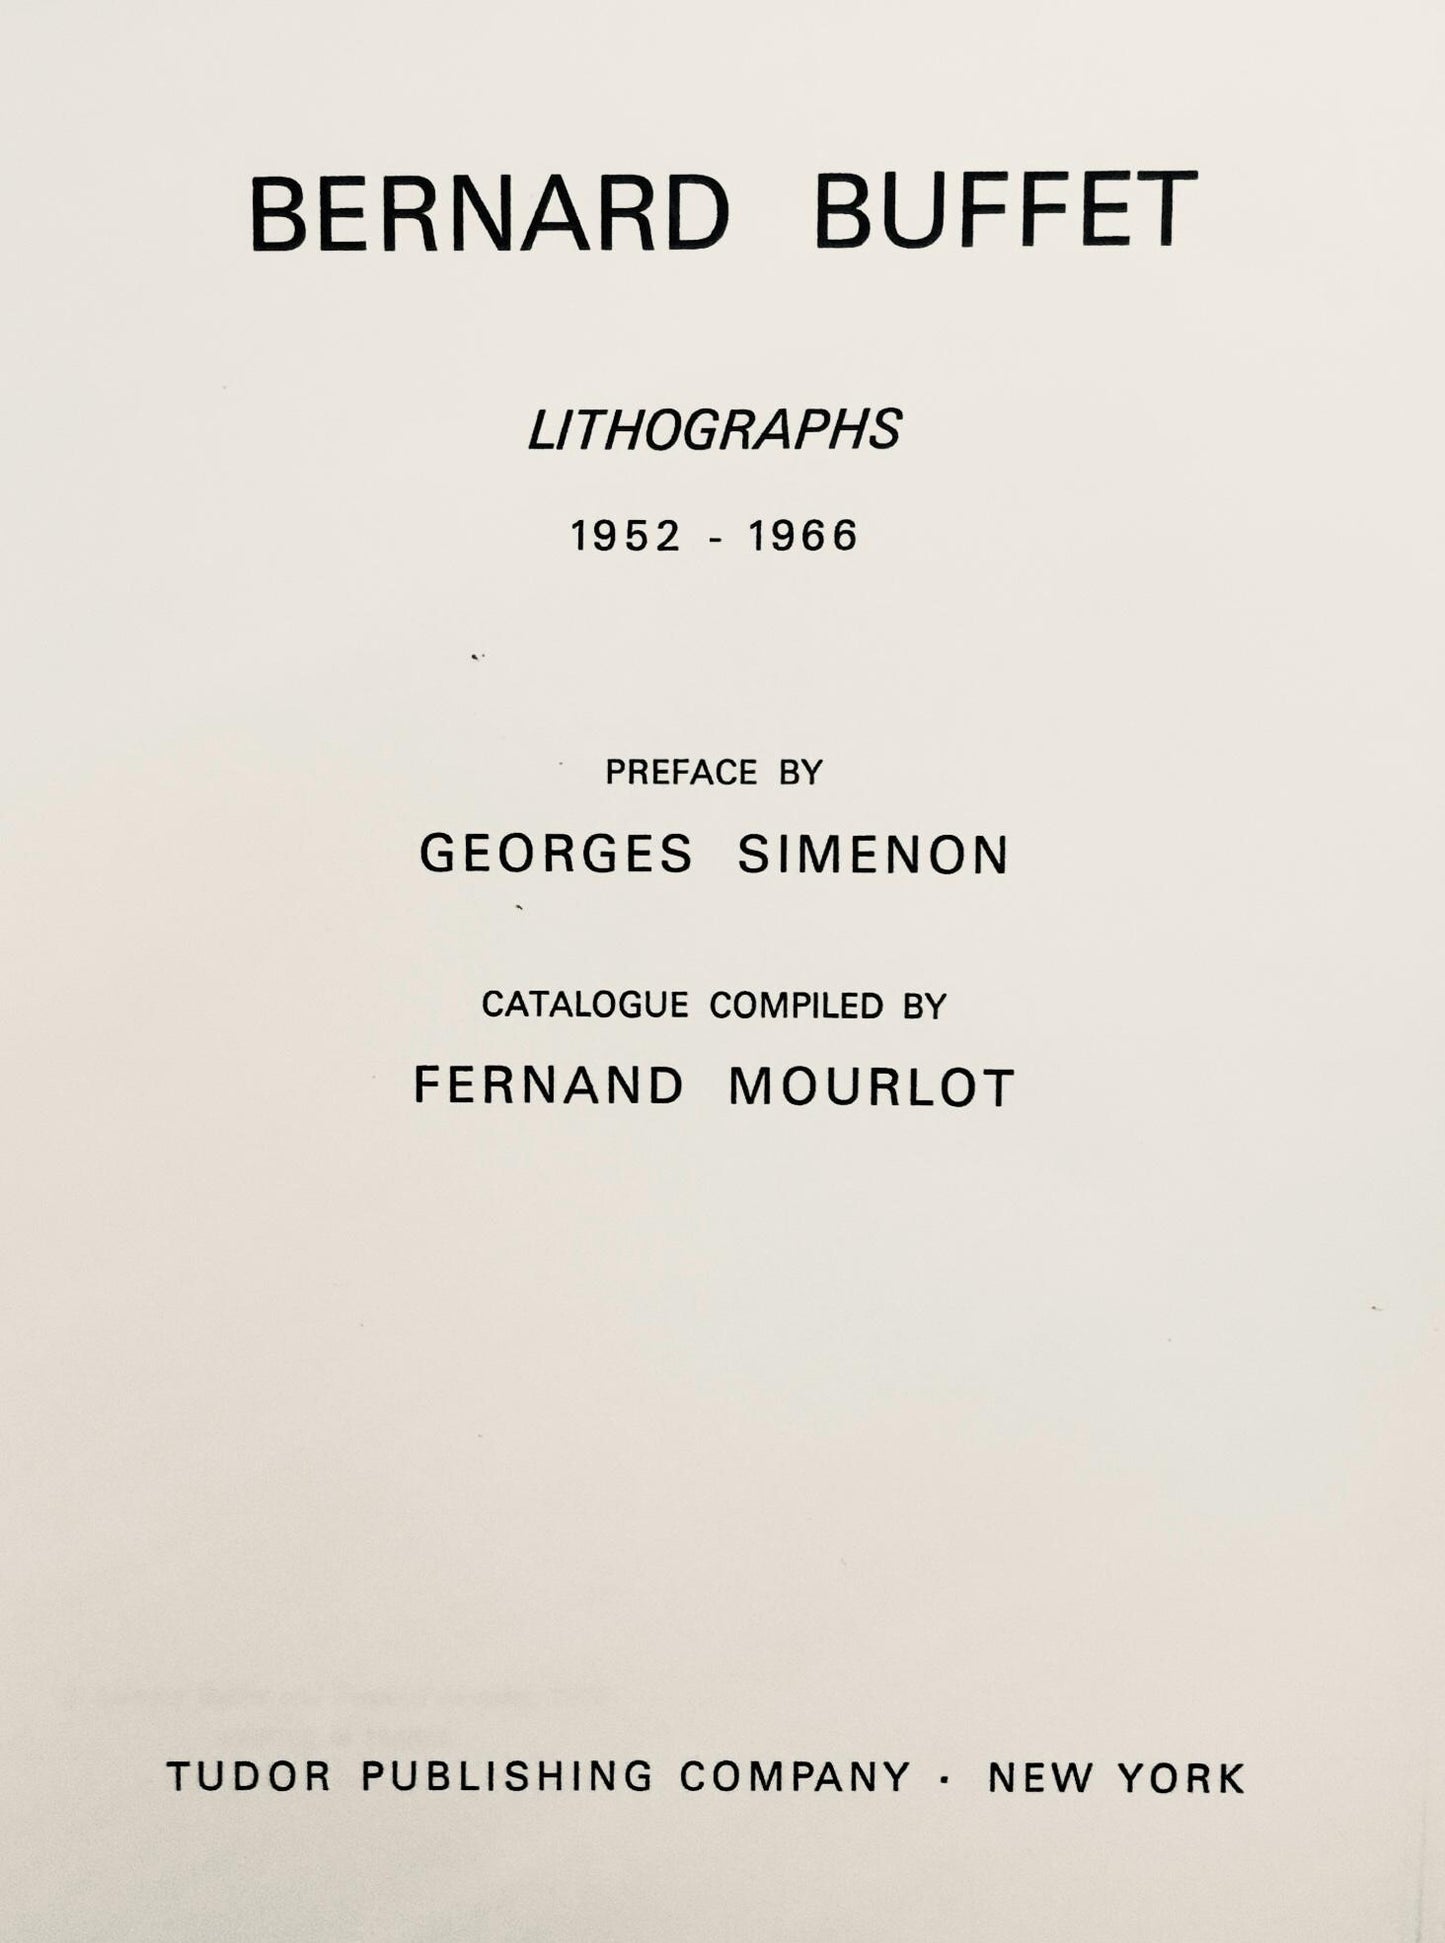 BERNARD BUFFET
LITHOGRAPHS
1952 - 1966
PREFACE BY
GEORGES SIMENON
CATALOGUE COMPILED BY
FERNAND MOURLOT
TUDOR PUBLISHING COMPANY · NEW YORK